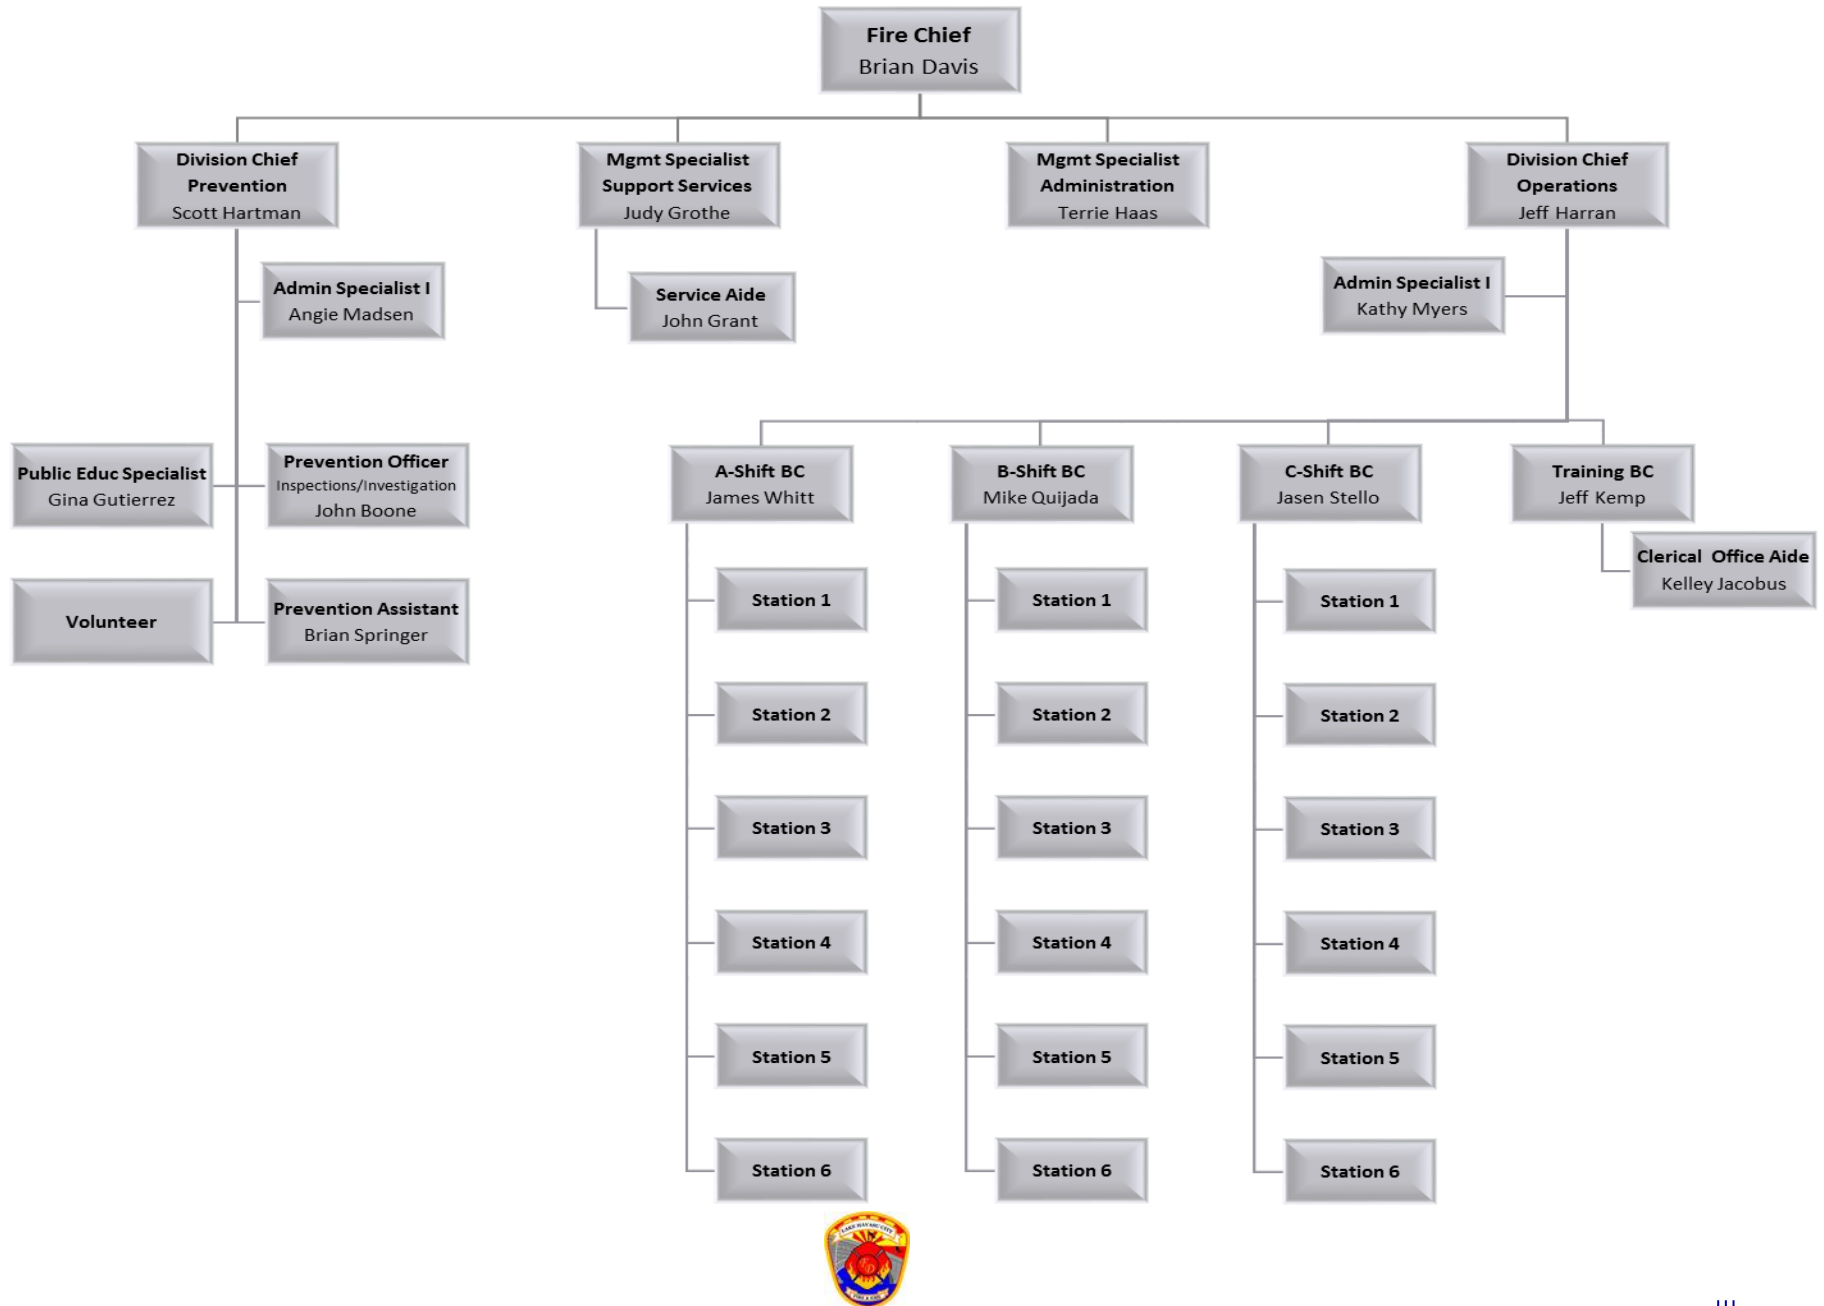 Fire Chief
Brian Davis
Division Chief
Prevention
Scott Hartman
Mgmt Specialist
Support Services
Judy Grothe
Mgmt Specialist
Administration
Terrie Haas
Division Chief
Operations
Jeff Harran
Admin Specialist I
Angie Madsen
Service Aide
John Grant
Admin Specialist I
Kathy Myers
Public Educ Specialist
Gina Gutierrez
Prevention Officer
Inspections/Investigation
John Boone
Volunteer
Prevention Assistant
Brian Springer
A-Shift BC
James Whitt
Station 1
Station 2
Station 3
Station 4
Station 5
Station 6
B-Shift BC
Mike Quijada
Station 1
Station 2
Station 3
Station 4
Station 5
Station 6
C-Shift BC
Jasen Stello
Station 1
Station 2
Station 3
Station 4
Station 5
Station 6
Training BC
Jeff Kemp
Clerical Office Aide
Kelley Jacobus
LAKE HAVASU CITY